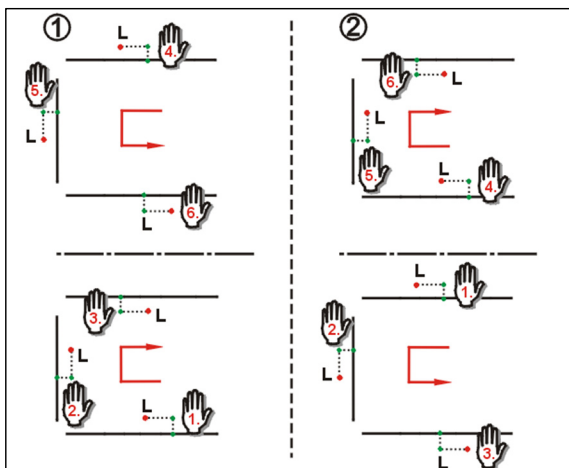 ① ②
L 4.
5. 6. L
L L
5. L 4.
L 6.
L 1.
3. L 2.
L L
2. L 1. L 3.